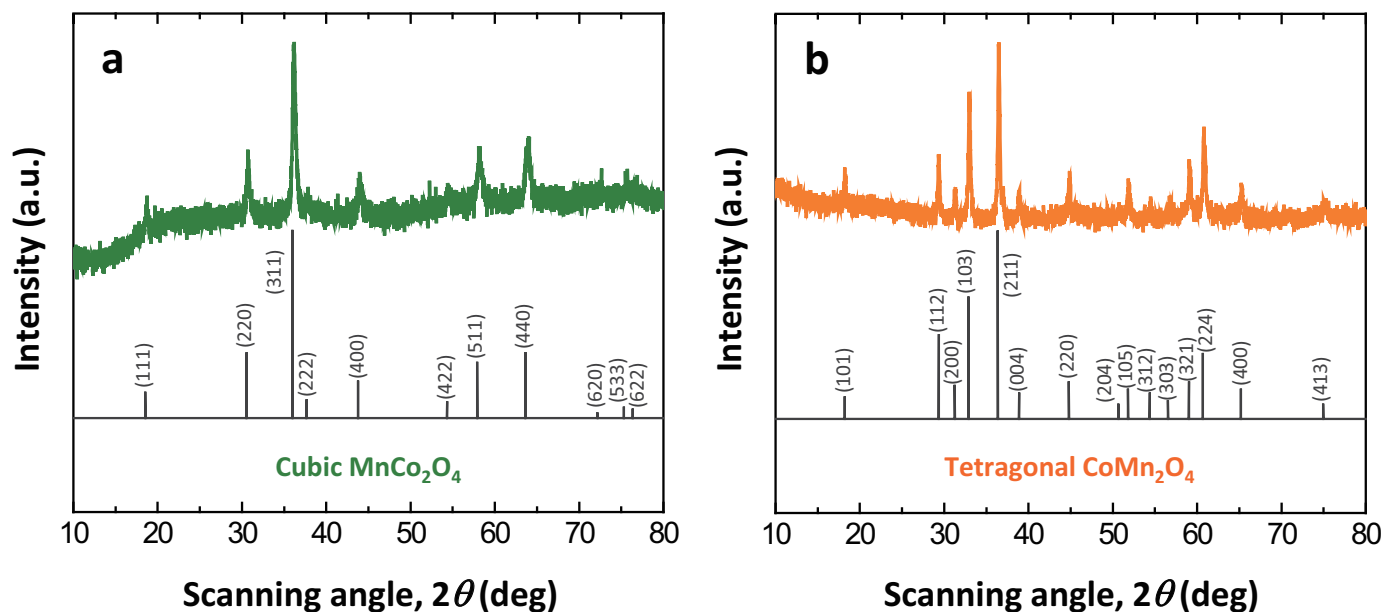 a
Intensity (a.u.)
(111)
(220)
(311)
(222)
(400)
(422)
(511)
(440)
(620)
(533)
(622)
Cubic MnCo₂O₄
10 20 30 40 50 60 70 80
Scanning angle, 2θ (deg)
b
Intensity (a.u.)
(101)
(112)
(200)
(103)
(211)
(004)
(220)
(204)
(105)
(312)
(303)
(321)
(224)
(400)
(413)
Tetragonal CoMn₂O₄
10 20 30 40 50 60 70 80
Scanning angle, 2θ (deg)